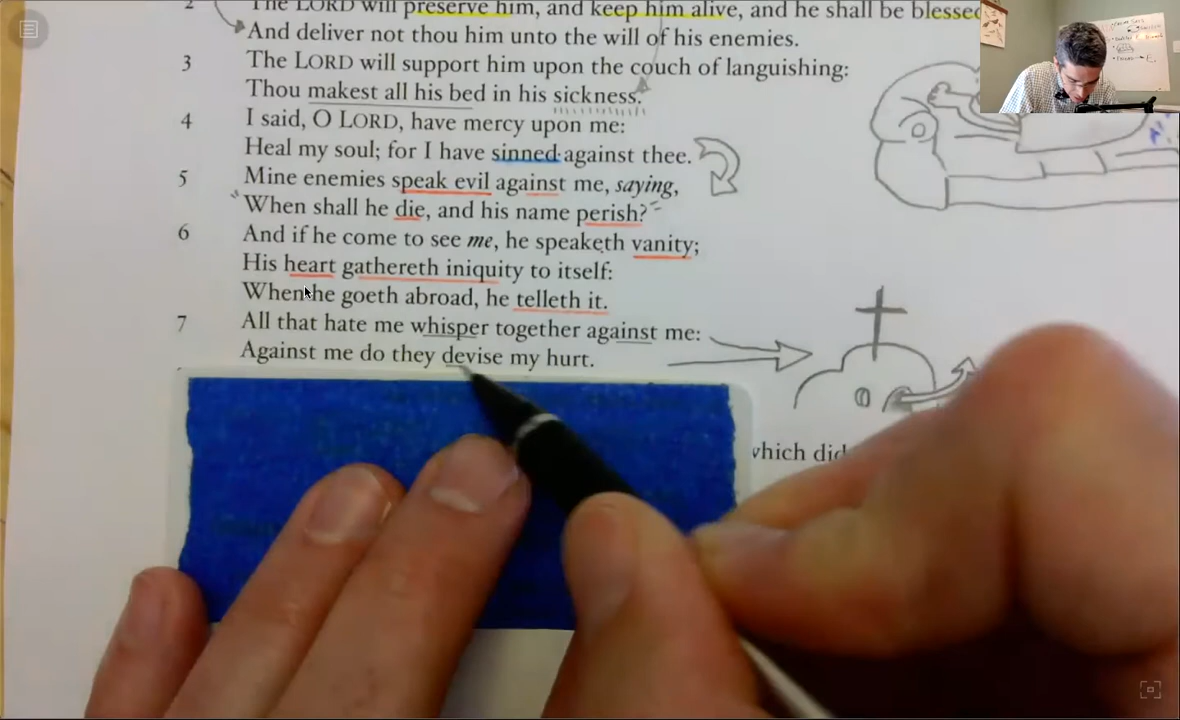 2 The LORD will preserve him, and keep him alive, and he shall be blessed
And deliver not thou him unto the will of his enemies.
3 The LORD will support him upon the couch of languishing:
Thou makest all his bed in his sickness.
4 I said, O LORD, have mercy upon me:
Heal my soul; for I have sinned against thee.
5 Mine enemies speak evil against me, saying,
When shall he die, and his name perish?
6 And if he come to see me, he speaketh vanity;
His heart gathereth iniquity to itself:
When he goeth abroad, he telleth it.
7 All that hate me whisper together against me:
Against me do they devise my hurt.
which did